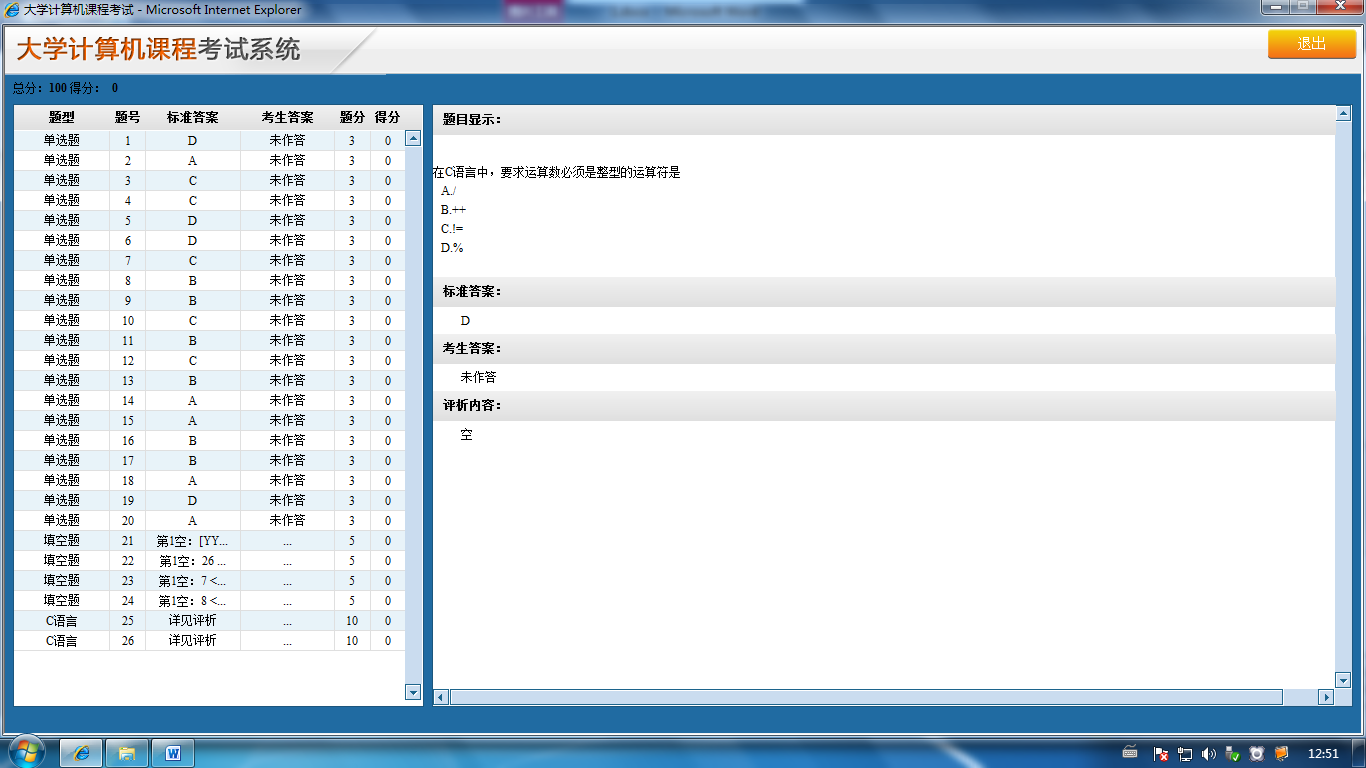 大学计算机课程考试 - Microsoft Internet Explorer
大学计算机课程考试系统
退出
总分：100 得分： 0
题型 题号 标准答案 考生答案 题分 得分
单选题 1 D 未作答 3 0
单选题 2 A 未作答 3 0
单选题 3 C 未作答 3 0
单选题 4 C 未作答 3 0
单选题 5 D 未作答 3 0
单选题 6 D 未作答 3 0
单选题 7 C 未作答 3 0
单选题 8 B 未作答 3 0
单选题 9 B 未作答 3 0
单选题 10 C 未作答 3 0
单选题 11 B 未作答 3 0
单选题 12 C 未作答 3 0
单选题 13 B 未作答 3 0
单选题 14 A 未作答 3 0
单选题 15 A 未作答 3 0
单选题 16 B 未作答 3 0
单选题 17 B 未作答 3 0
单选题 18 A 未作答 3 0
单选题 19 D 未作答 3 0
单选题 20 A 未作答 3 0
填空题 21 第1空：[YY... ... 5 0
填空题 22 第1空：26 ... ... 5 0
填空题 23 第1空：7 <... ... 5 0
填空题 24 第1空：8 <... ... 5 0
C语言 25 详见评析 ... 10 0
C语言 26 详见评析 ... 10 0
题目显示：
在C语言中，要求运算数必须是整型的运算符是
A./
B.++
C.!=
D.%
标准答案：
D
考生答案：
未作答
评析内容：
空
12:51